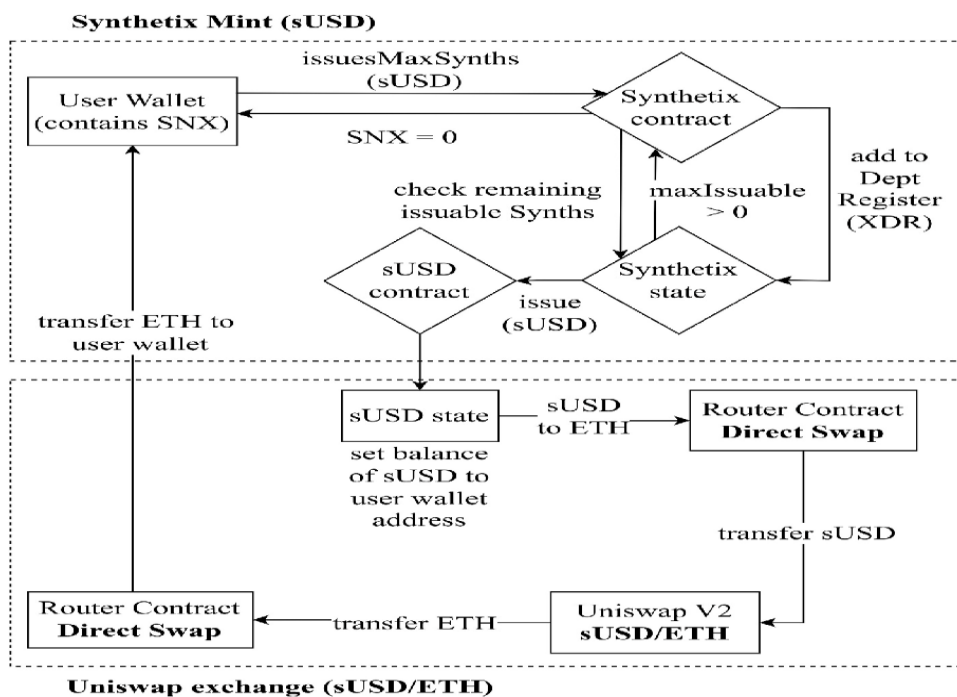 Synthetix Mint (sUSD)
issuesMaxSynths
(sUSD)
User Wallet
(contains SNX)
Synthetix
contract
SNX = 0
add to
Dept
Register
(XDR)
check remaining
issuable Synths
maxIssuable
> 0
sUSD
contract
Synthetix
state
issue
(sUSD)
transfer ETH to
user wallet
sUSD state
sUSD
to ETH
Router Contract
Direct Swap
set balance
of sUSD to
user wallet
address
transfer sUSD
Router Contract
Direct Swap
transfer ETH
Uniswap V2
sUSD/ETH
Uniswap exchange (sUSD/ETH)